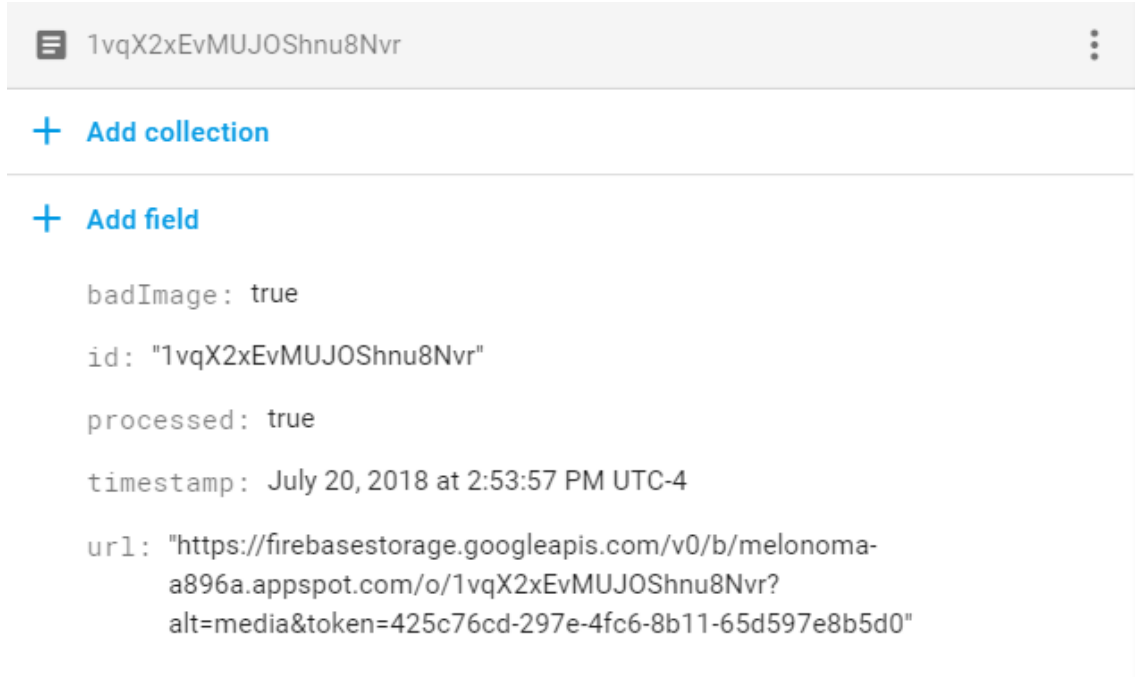 1vqX2xEvMUJOShnu8Nvr
+ Add collection
+ Add field
badImage: true
id: "1vqX2xEvMUJOShnu8Nvr"
processed: true
timestamp: July 20, 2018 at 2:53:57 PM UTC-4
url: "https://firebasestorage.googleapis.com/v0/b/melonoma-
a896a.appspot.com/o/1vqX2xEvMUJOShnu8Nvr?
alt=media&token=425c76cd-297e-4fc6-8b11-65d597e8b5d0"